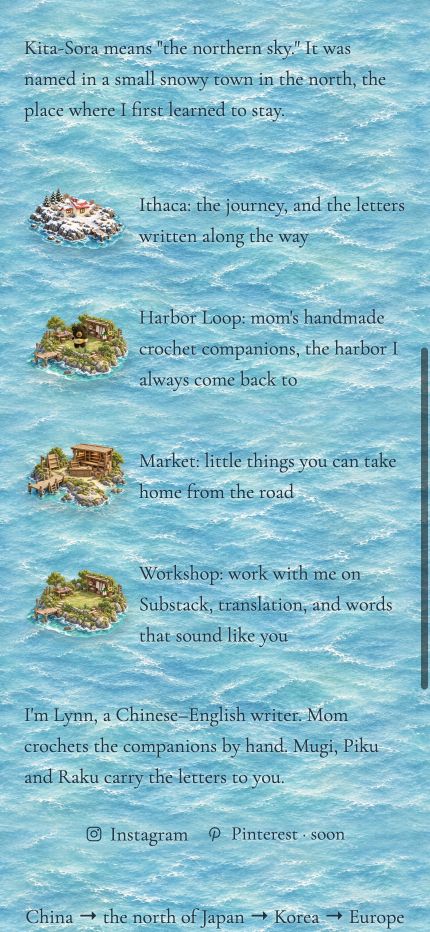 Kita-Sora means "the northern sky." It was
named in a small snowy town in the north, the
place where I first learned to stay.
Ithaca: the journey, and the letters
written along the way
Harbor Loop: mom's handmade
crochet companions, the harbor I
always come back to
Market: little things you can take
home from the road
Workshop: work with me on
Substack, translation, and words
that sound like you
I'm Lynn, a Chinese–English writer. Mom
crochets the companions by hand. Mugi, Piku
and Raku carry the letters to you.
Instagram Pinterest · soon
China → the north of Japan → Korea → Europe